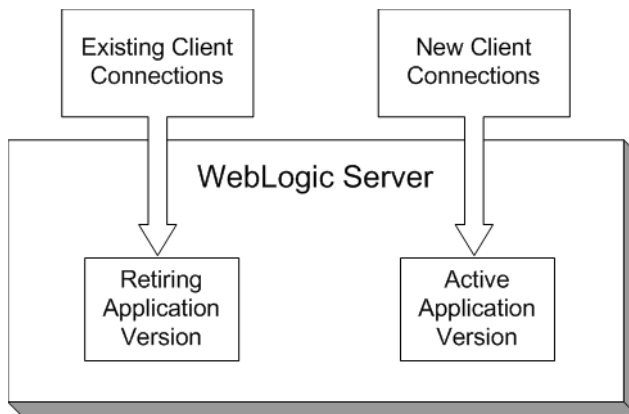 Existing Client
Connections
New Client
Connections
WebLogic Server
Retiring
Application
Version
Active
Application
Version